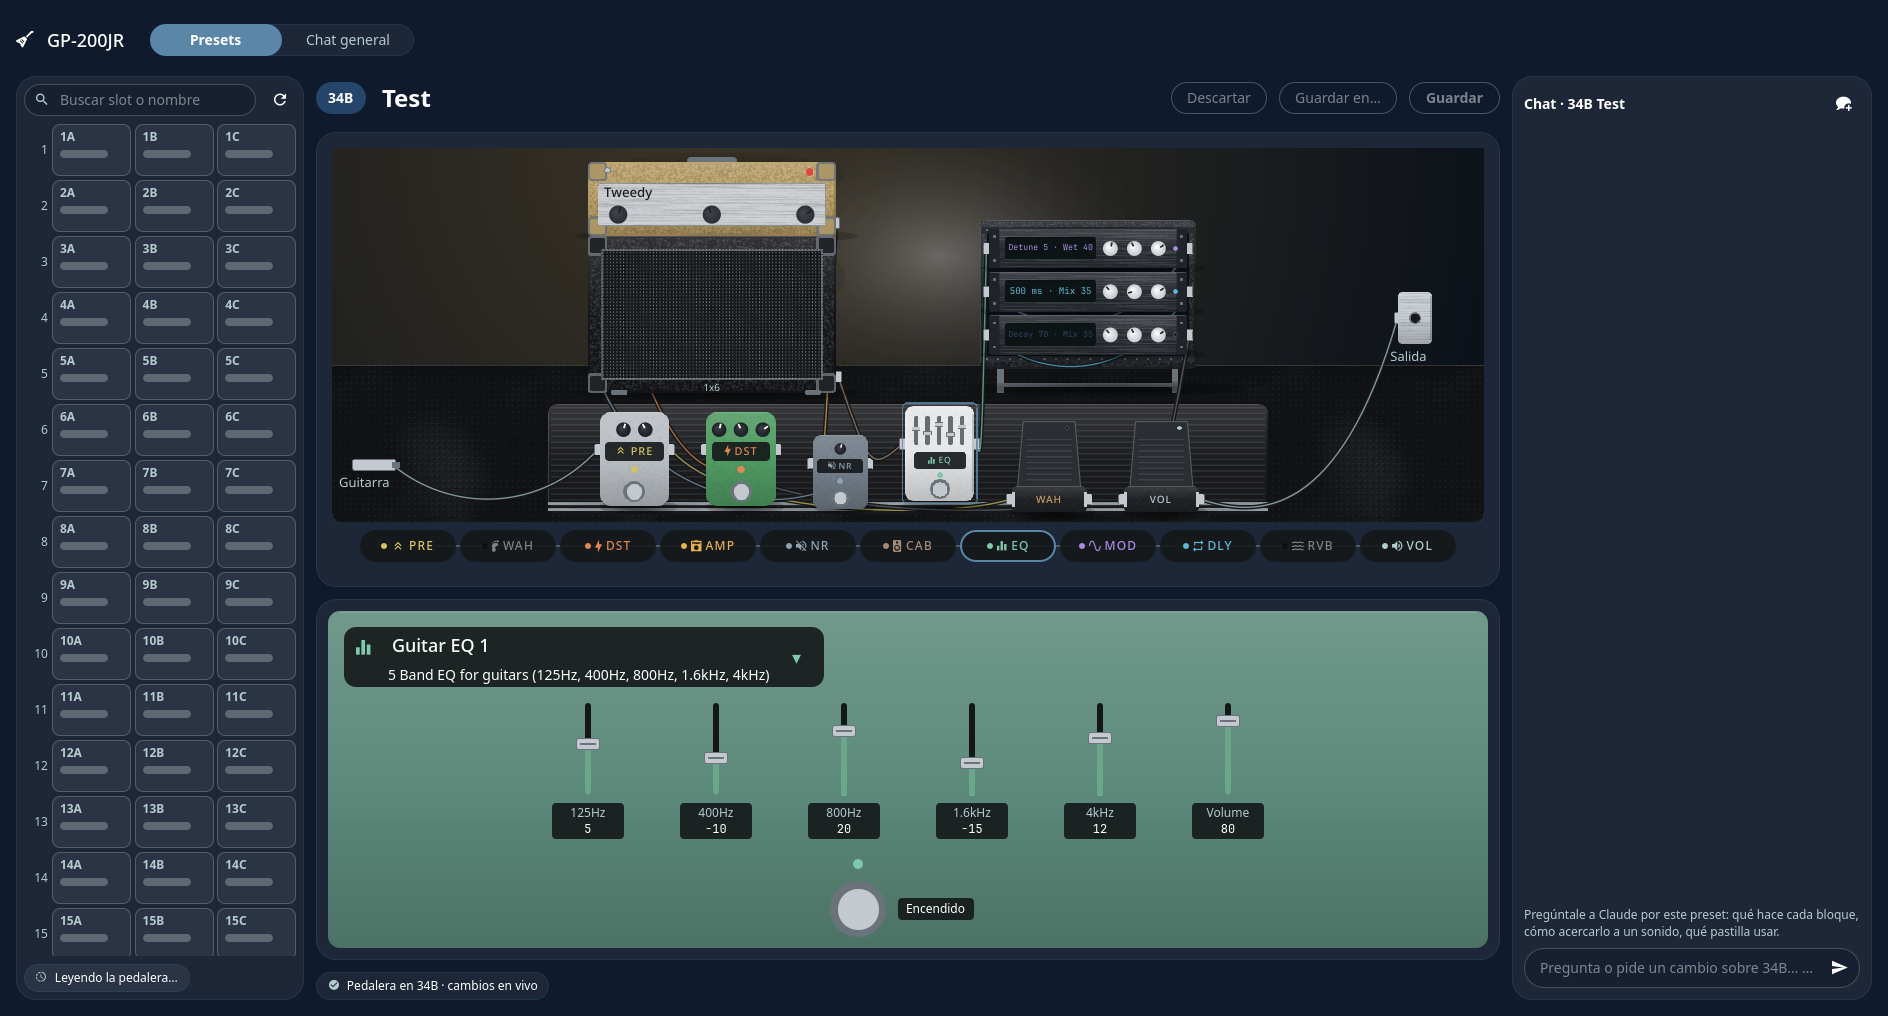 GP-200JR
Presets
Chat general
Buscar slot o nombre
1
1A
1B
1C
2
2A
2B
2C
3
3A
3B
3C
4
4A
4B
4C
5
5A
5B
5C
6
6A
6B
6C
7
7A
7B
7C
8
8A
8B
8C
9
9A
9B
9C
10
10A
10B
10C
11
11A
11B
11C
12
12A
12B
12C
13
13A
13B
13C
14
14A
14B
14C
15
15A
15B
15C
Leyendo la pedalera...
34B
Test
Descartar
Guardar en...
Guardar
Tweedy
1x6
Detune 5 · Wet 40
500 ms · Mix 35
Decay 70 · Mix 35
Salida
Guitarra
PRE
DST
NR
EQ
WAH
VOL
PRE
WAH
DST
AMP
NR
CAB
EQ
MOD
DLY
RVB
VOL
Guitar EQ 1
5 Band EQ for guitars (125Hz, 400Hz, 800Hz, 1.6kHz, 4kHz)
125Hz
5
400Hz
-10
800Hz
20
1.6kHz
-15
4kHz
12
Volume
80
Encendido
Pedalera en 34B · cambios en vivo
Chat · 34B Test
Pregúntale a Claude por este preset: qué hace cada bloque,
cómo acercarlo a un sonido, qué pastilla usar.
Pregunta o pide un cambio sobre 34B... ...